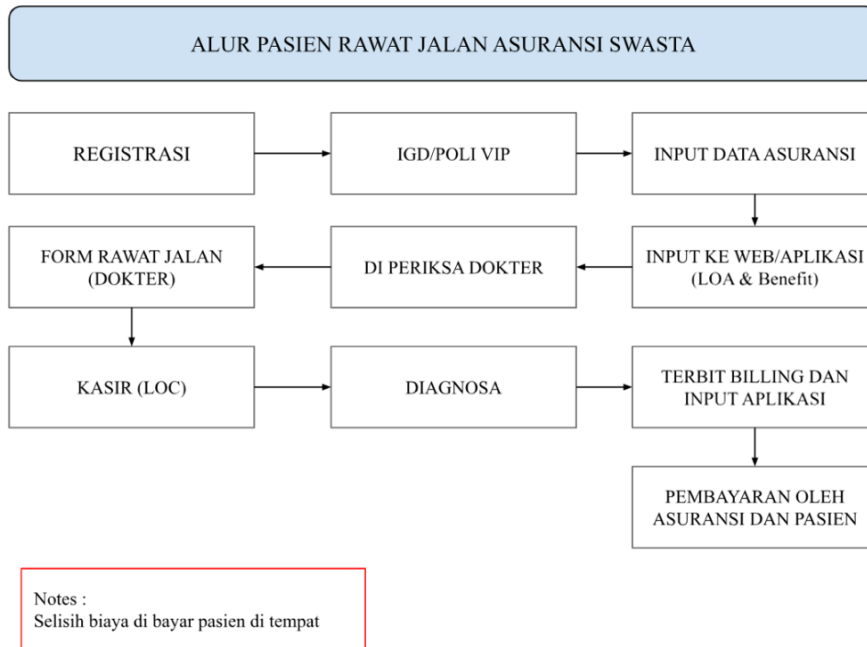 ALUR PASIEN RAWAT JALAN ASURANSI SWASTA
REGISTRASI
IGD/POLI VIP
INPUT DATA ASURANSI
INPUT KE WEB/APLIKASI
(LOA & Benefit)
DI PERIKSA DOKTER
FORM RAWAT JALAN
(DOKTER)
KASIR (LOC)
DIAGNOSA
TERBIT BILLING DAN
INPUT APLIKASI
PEMBAYARAN OLEH
ASURANSI DAN PASIEN
Notes :
Selisih biaya di bayar pasien di tempat